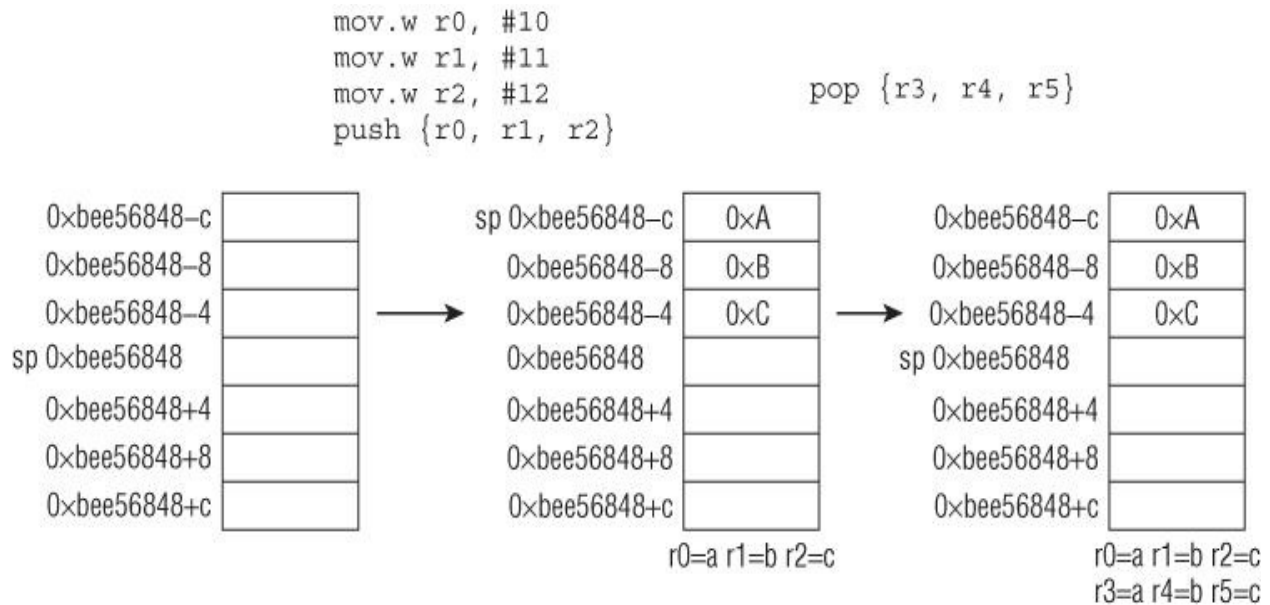 mov.w r0, #10
mov.w r1, #11
mov.w r2, #12
push {r0, r1, r2}
pop {r3, r4, r5}
0×bee56848–c
0×bee56848–8
0×bee56848–4
sp 0×bee56848
0×bee56848+4
0×bee56848+8
0×bee56848+c
sp 0×bee56848–c 0×A
0×bee56848–8 0×B
0×bee56848–4 0×C
0×bee56848
0×bee56848+4
0×bee56848+8
0×bee56848+c
r0=a r1=b r2=c
0×bee56848–c 0×A
0×bee56848–8 0×B
0×bee56848–4 0×C
sp 0×bee56848
0×bee56848+4
0×bee56848+8
0×bee56848+c
r0=a r1=b r2=c
r3=a r4=b r5=c